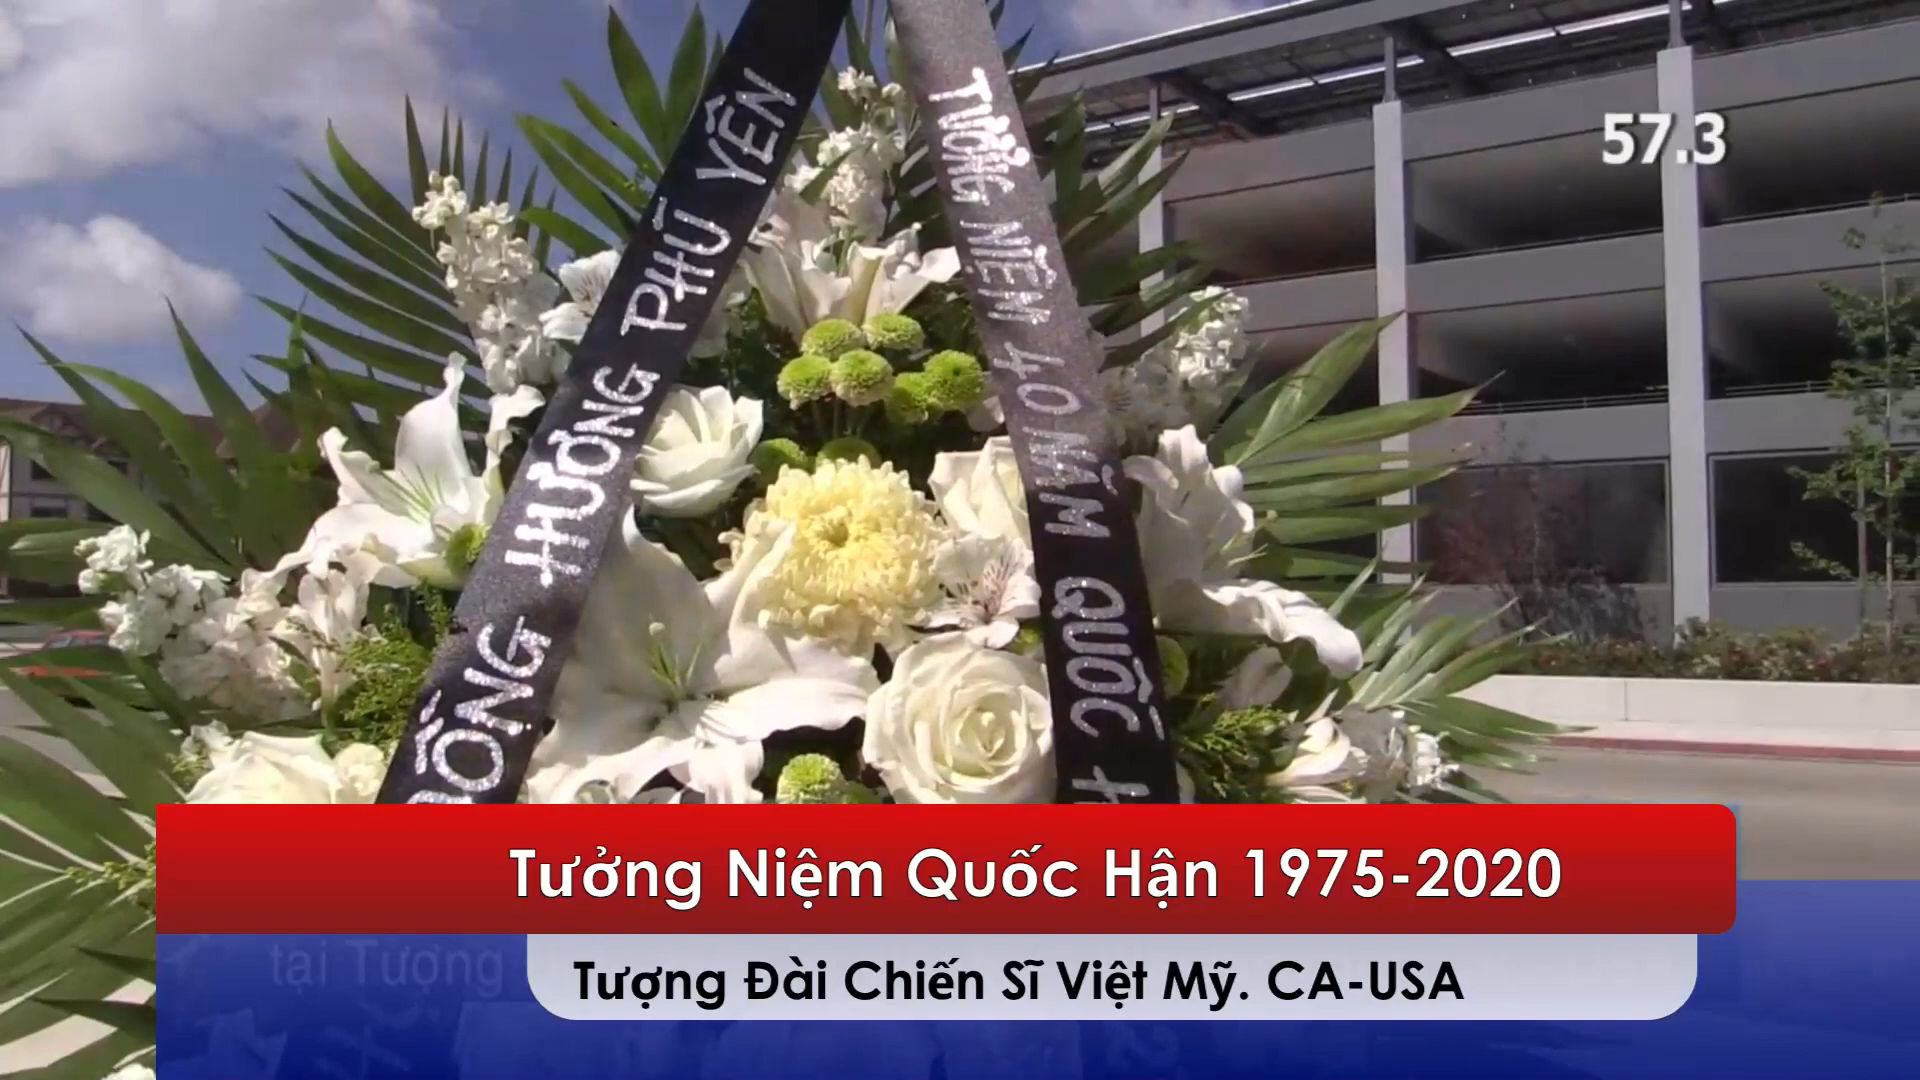 ĐỒNG HƯƠNG PHÚ YÊN
TƯỞNG NIỆM 40 NĂM QUỐC
57.3
Tưởng Niệm Quốc Hận 1975-2020
tại Tượng
Tượng Đài Chiến Sĩ Việt Mỹ. CA-USA